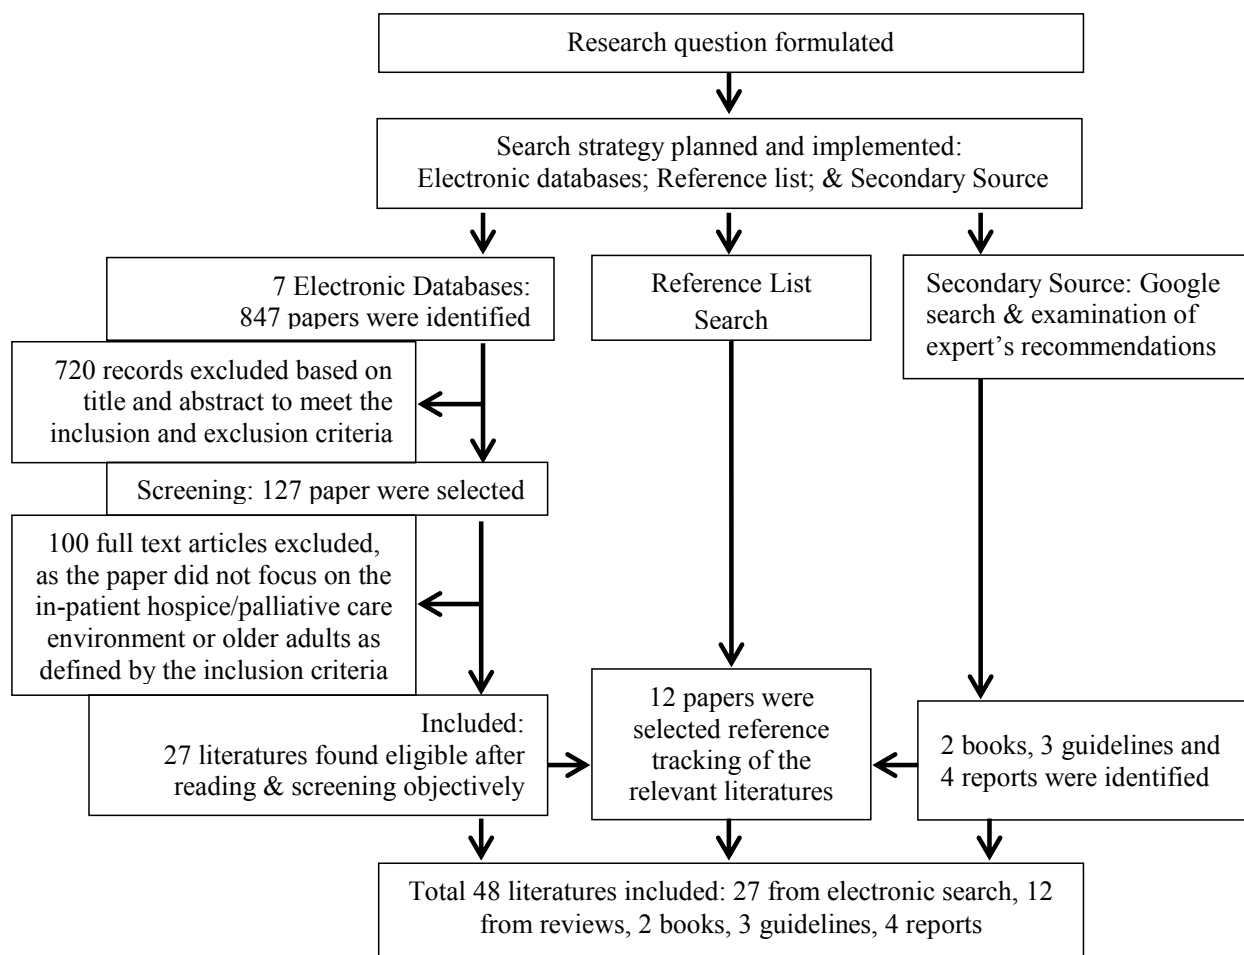 Research question formulated
Search strategy planned and implemented:
Electronic databases; Reference list; & Secondary Source
7 Electronic Databases:
847 papers were identified
Reference List
Search
Secondary Source: Google
search & examination of
expert's recommendations
720 records excluded based on
title and abstract to meet the
inclusion and exclusion criteria
Screening: 127 paper were selected
100 full text articles excluded,
as the paper did not focus on the
in-patient hospice/palliative care
environment or older adults as
defined by the inclusion criteria
Included:
27 literatures found eligible after
reading & screening objectively
12 papers were
selected reference
tracking of the
relevant literatures
2 books, 3 guidelines and
4 reports were identified
Total 48 literatures included: 27 from electronic search, 12
from reviews, 2 books, 3 guidelines, 4 reports